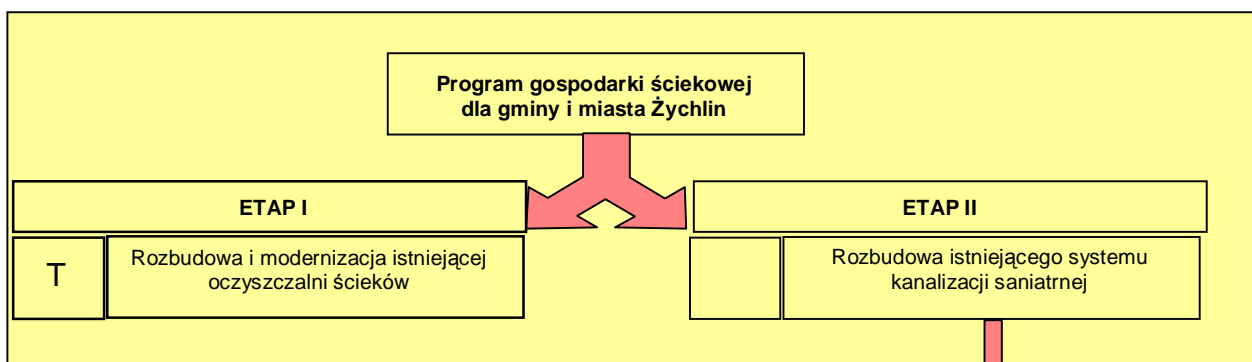 Program gospodarki ściekowej
dla gminy i miasta Żychlin
ETAP I
ETAP II
T
Rozbudowa i modernizacja istniejącej
oczyszczalni ścieków
Rozbudowa istniejącego systemu
kanalizacji saniatrnej